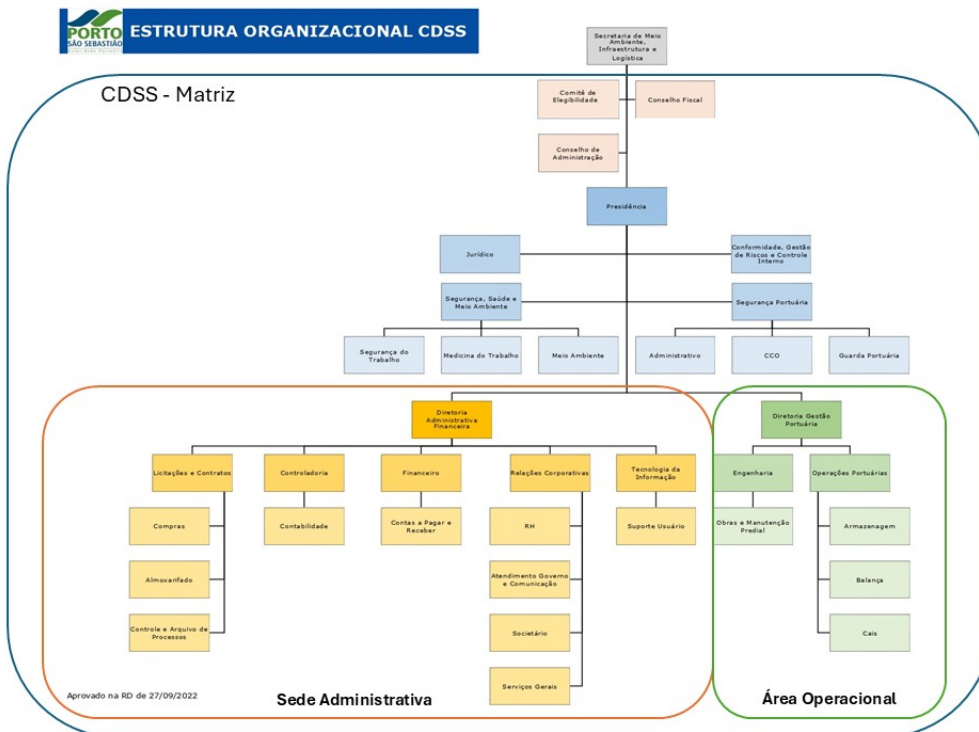 PORTO
SÃO SEBASTIÃO
ESTRUTURA ORGANIZACIONAL CDSS
Secretaria de Meio
Ambiente,
Infraestrutura e
Logística
CDSS - Matriz
Comitê de
Elegibilidade
Conselho Fiscal
Conselho de
Administração
Presidência
Jurídico
Conformidade, Gestão
de Riscos e Controle
Interno
Segurança, Saúde e
Meio Ambiente
Segurança Portuária
Segurança do
Trabalho
Medicina do Trabalho
Meio Ambiente
Administrativo
CCO
Guarda Portuária
Diretoria
Administrativa
Financeira
Diretoria Gestão
Portuária
Licitações e Contratos
Controladoria
Financeiro
Relações Corporativas
Tecnologia da
Informação
Engenharia
Operações Portuárias
Compras
Contabilidade
Contas a Pagar e
Receber
RH
Suporte Usuário
Obras e Manutenção
Predial
Armazenagem
Almoxarifado
Atendimento Governo
e Comunicação
Balança
Controle e Arquivo de
Processos
Societário
Cais
Serviços Gerais
Aprovado na RD de 27/09/2022
Sede Administrativa
Área Operacional